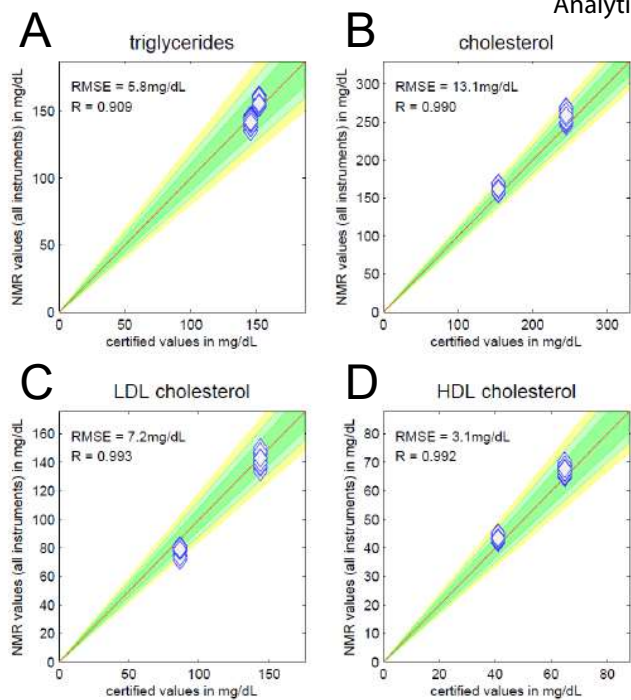 Analyti
A
triglycerides
RMSE = 5.8mg/dL
R = 0.909
NMR values (all instruments) in mg/dL
150
100
50
0
0 50 100 150
certified values in mg/dL
B
cholesterol
RMSE = 13.1mg/dL
R = 0.990
NMR values (all instruments) in mg/dL
300
250
200
150
100
50
0
0 100 200 300
certified values in mg/dL
C
LDL cholesterol
RMSE = 7.2mg/dL
R = 0.993
NMR values (all instruments) in mg/dL
160
140
120
100
80
60
40
20
0
0 50 100 150
certified values in mg/dL
D
HDL cholesterol
RMSE = 3.1mg/dL
R = 0.992
NMR values (all instruments) in mg/dL
80
70
60
50
40
30
20
10
0
0 20 40 60 80
certified values in mg/dL